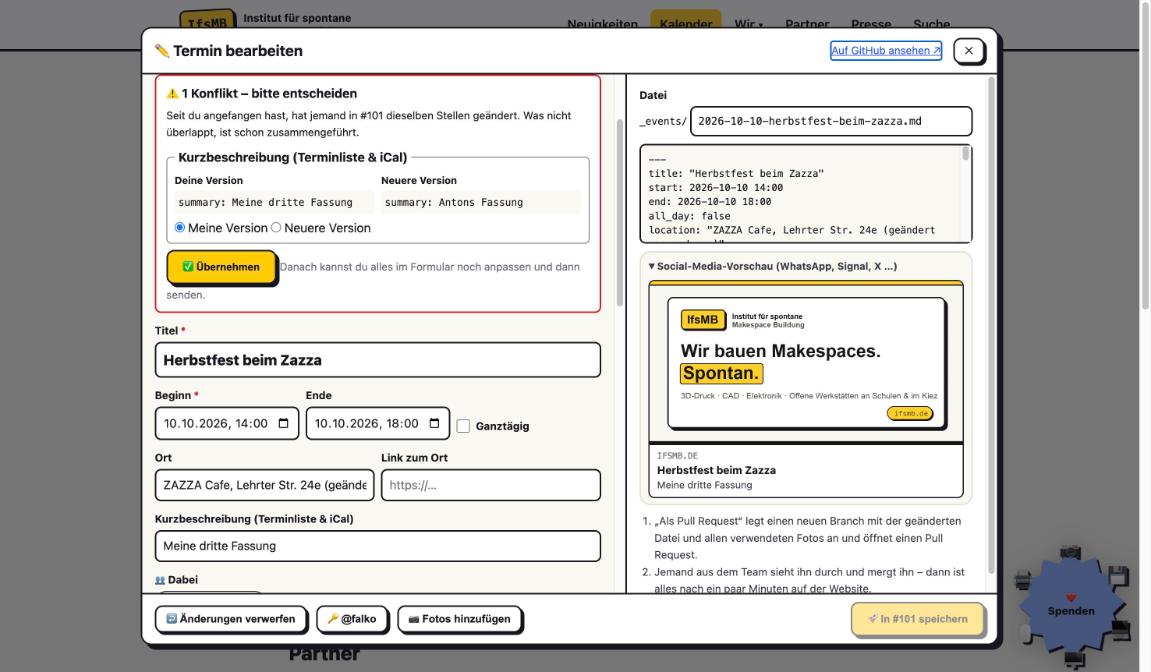 IfsMB
Institut für spontane
Neuigkeiten
Kalender
Wir ▾
Partner
Presse
Suche
✏️ Termin bearbeiten
Auf GitHub ansehen ↗
✕
⚠️ 1 Konflikt – bitte entscheiden
Seit du angefangen hast, hat jemand in #101 dieselben Stellen geändert. Was nicht
überlappt, ist schon zusammengeführt.
Kurzbeschreibung (Terminliste & iCal)
Deine Version
Neuere Version
summary: Meine dritte Fassung
summary: Antons Fassung
Meine Version
Neuere Version
✅ Übernehmen
Danach kannst du alles im Formular noch anpassen und dann
senden.
Titel *
Herbstfest beim Zazza
Beginn *
Ende
10.10.2026, 14:00
10.10.2026, 18:00
Ganztägig
Ort
Link zum Ort
ZAZZA Cafe, Lehrter Str. 24e (geände
https://…
Kurzbeschreibung (Terminliste & iCal)
Meine dritte Fassung
👥 Dabei
Datei
_events/
2026-10-10-herbstfest-beim-zazza.md
---
title: "Herbstfest beim Zazza"
start: 2026-10-10 14:00
end: 2026-10-10 18:00
all_day: false
location: "ZAZZA Cafe, Lehrter Str. 24e (geändert
▾ Social-Media-Vorschau (WhatsApp, Signal, X …)
IfsMB
Institut für spontane
Makespace Buildung
Wir bauen Makespaces.
Spontan.
3D-Druck · CAD · Elektronik · Offene Werkstätten an Schulen & im Kiez
ifsmb.de
IFSMB.DE
Herbstfest beim Zazza
Meine dritte Fassung
1. „Als Pull Request“ legt einen neuen Branch mit der geänderten
Datei und allen verwendeten Fotos an und öffnet einen Pull
Request.
2. Jemand aus dem Team sieht ihn durch und mergt ihn – dann ist
alles nach ein paar Minuten auf der Website.
↩️ Änderungen verwerfen
🔑 @falko
📷 Fotos hinzufügen
🚀 In #101 speichern
Spenden
Partner